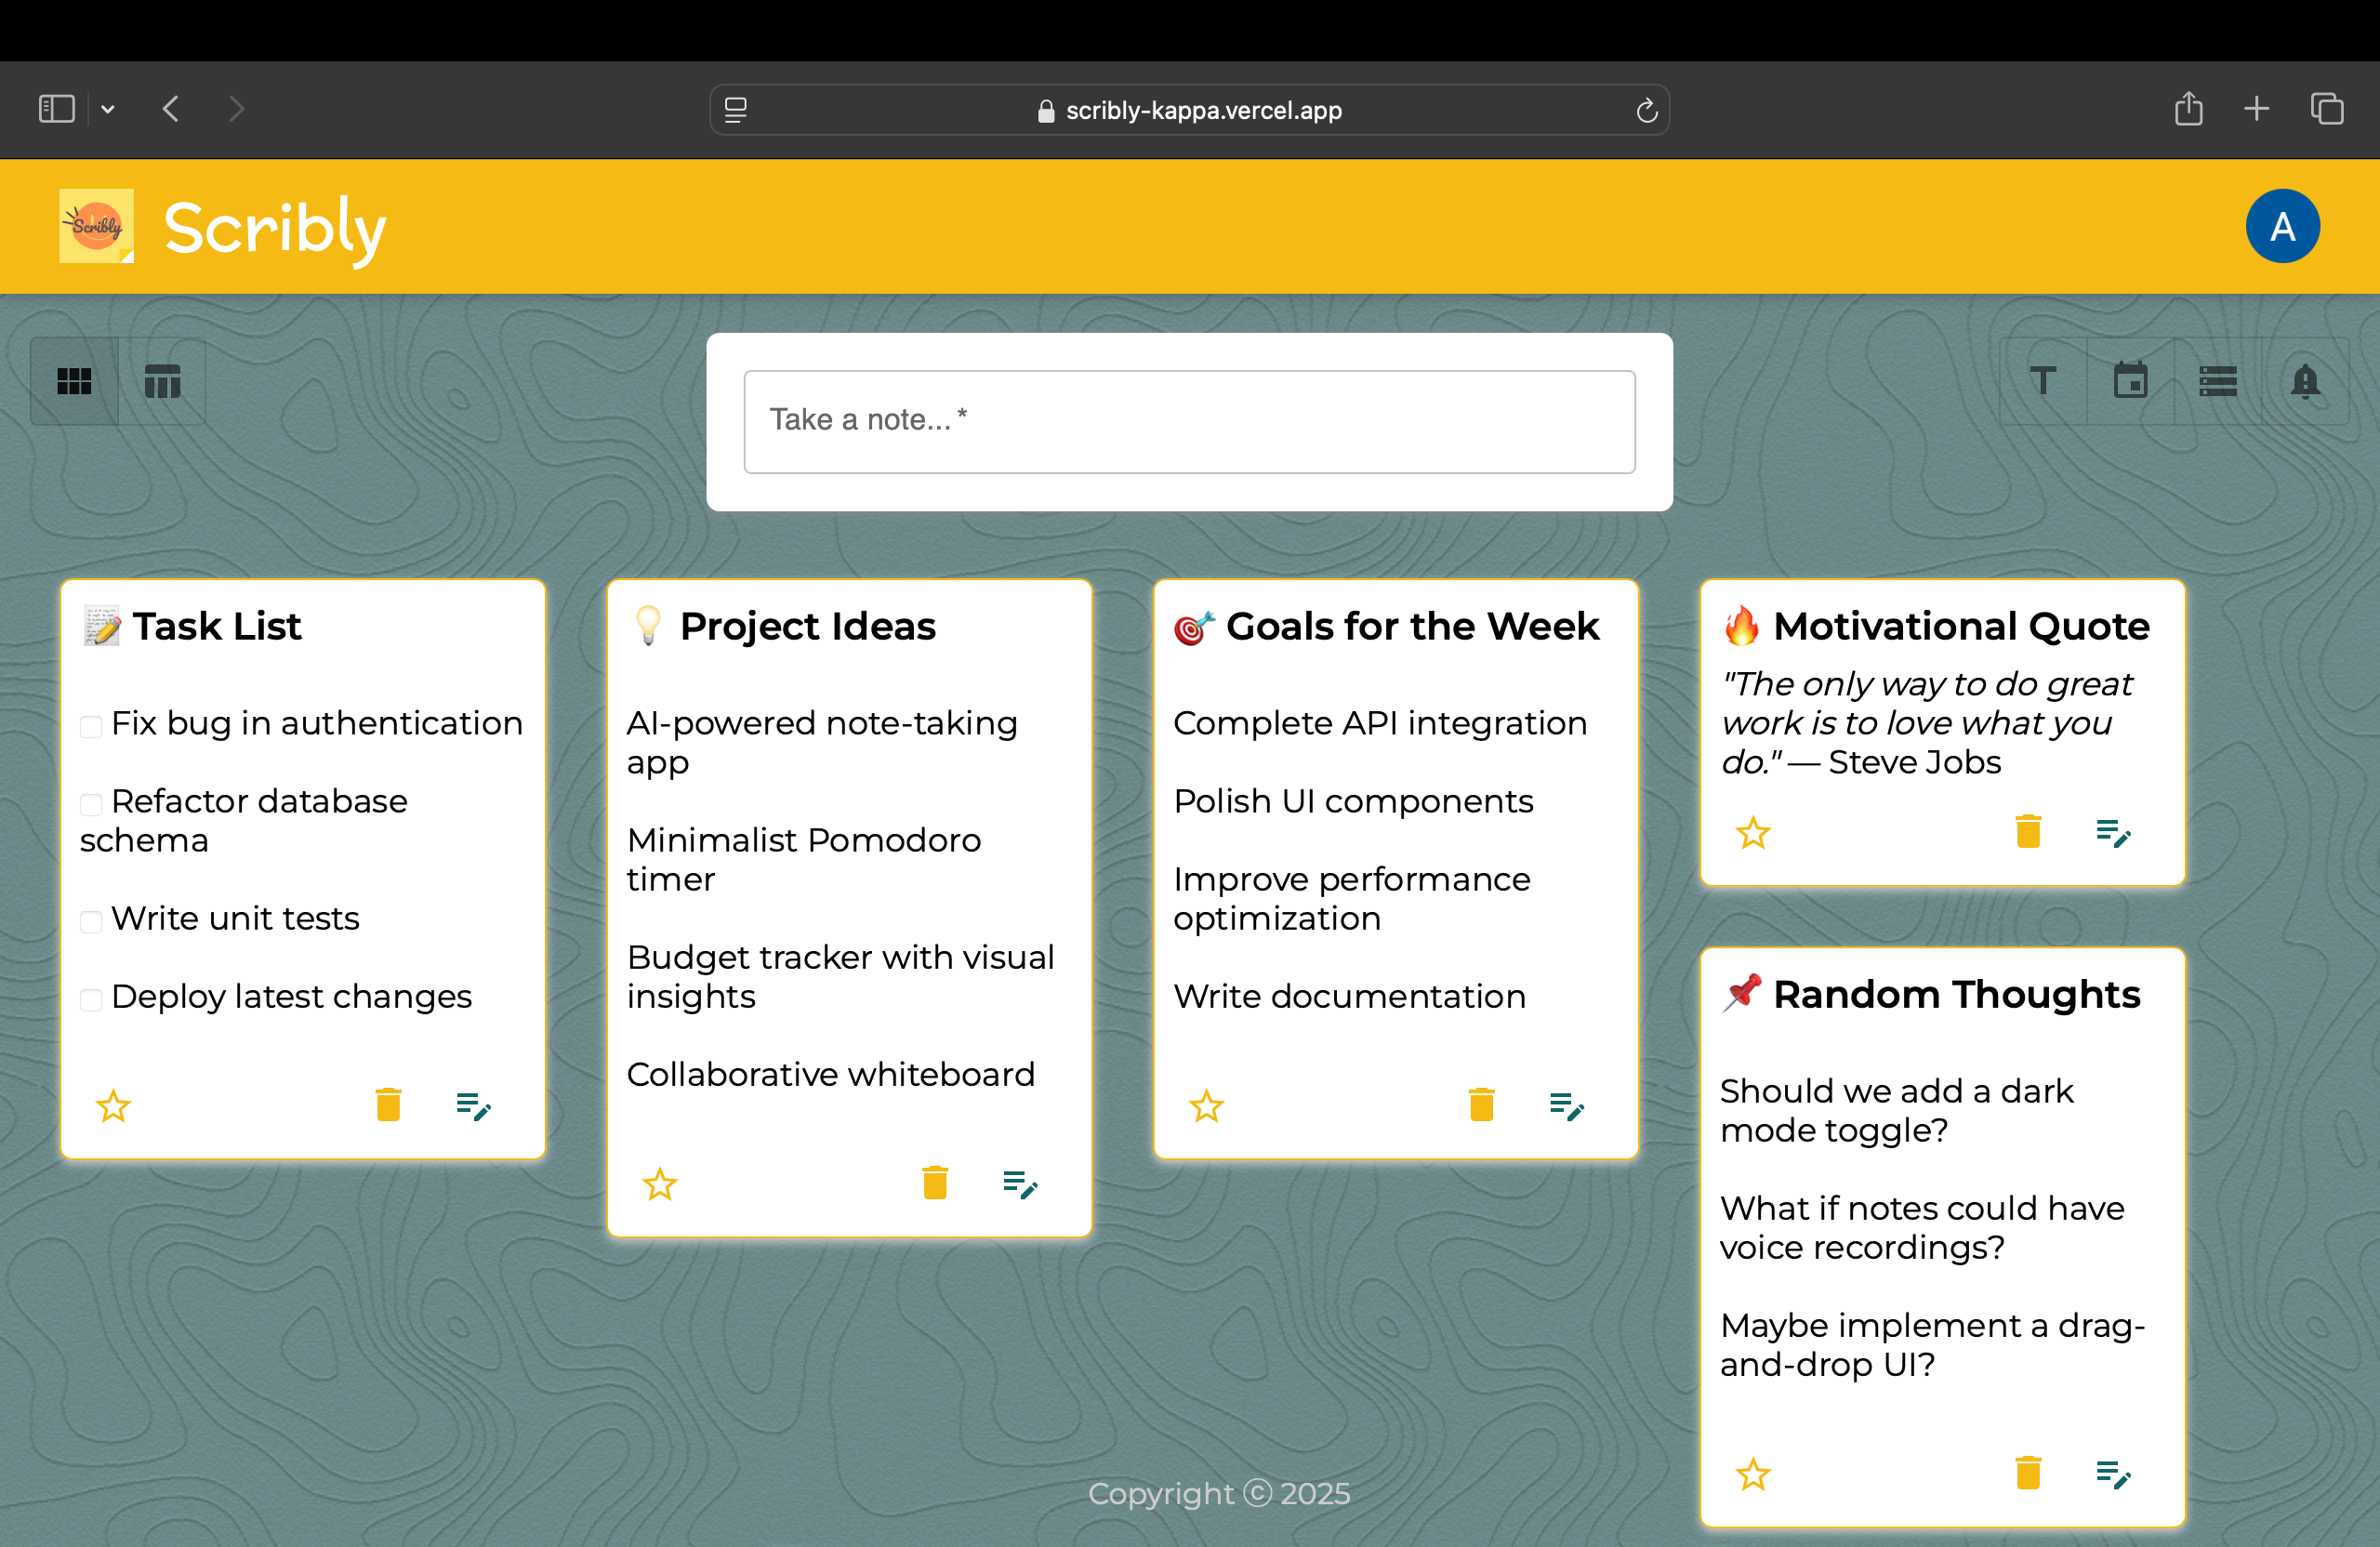 scribly-kappa.vercel.app
Scribly
Scribly
A
T
Take a note... *
📝 Task List
Fix bug in authentication
Refactor database
schema
Write unit tests
Deploy latest changes
💡 Project Ideas
AI-powered note-taking
app
Minimalist Pomodoro
timer
Budget tracker with visual
insights
Collaborative whiteboard
🎯 Goals for the Week
Complete API integration
Polish UI components
Improve performance
optimization
Write documentation
🔥 Motivational Quote
"The only way to do great
work is to love what you
do." — Steve Jobs
📌 Random Thoughts
Should we add a dark
mode toggle?
What if notes could have
voice recordings?
Maybe implement a drag-
and-drop UI?
Copyright ⓒ 2025